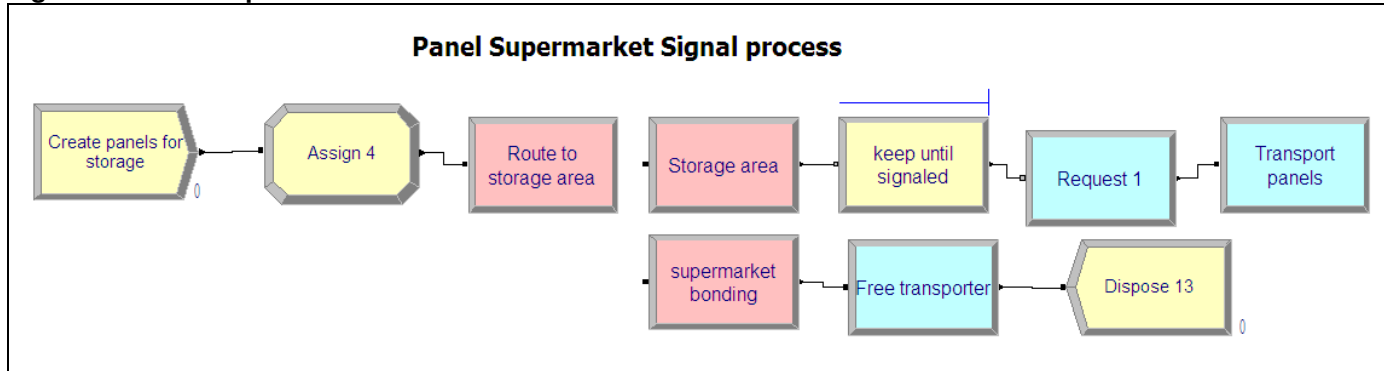 Panel Supermarket Signal process
Create panels for
storage
0
Assign 4
Route to
storage area
Storage area
keep until
signaled
Request 1
Transport
panels
supermarket
bonding
Free transporter
Dispose 13
0